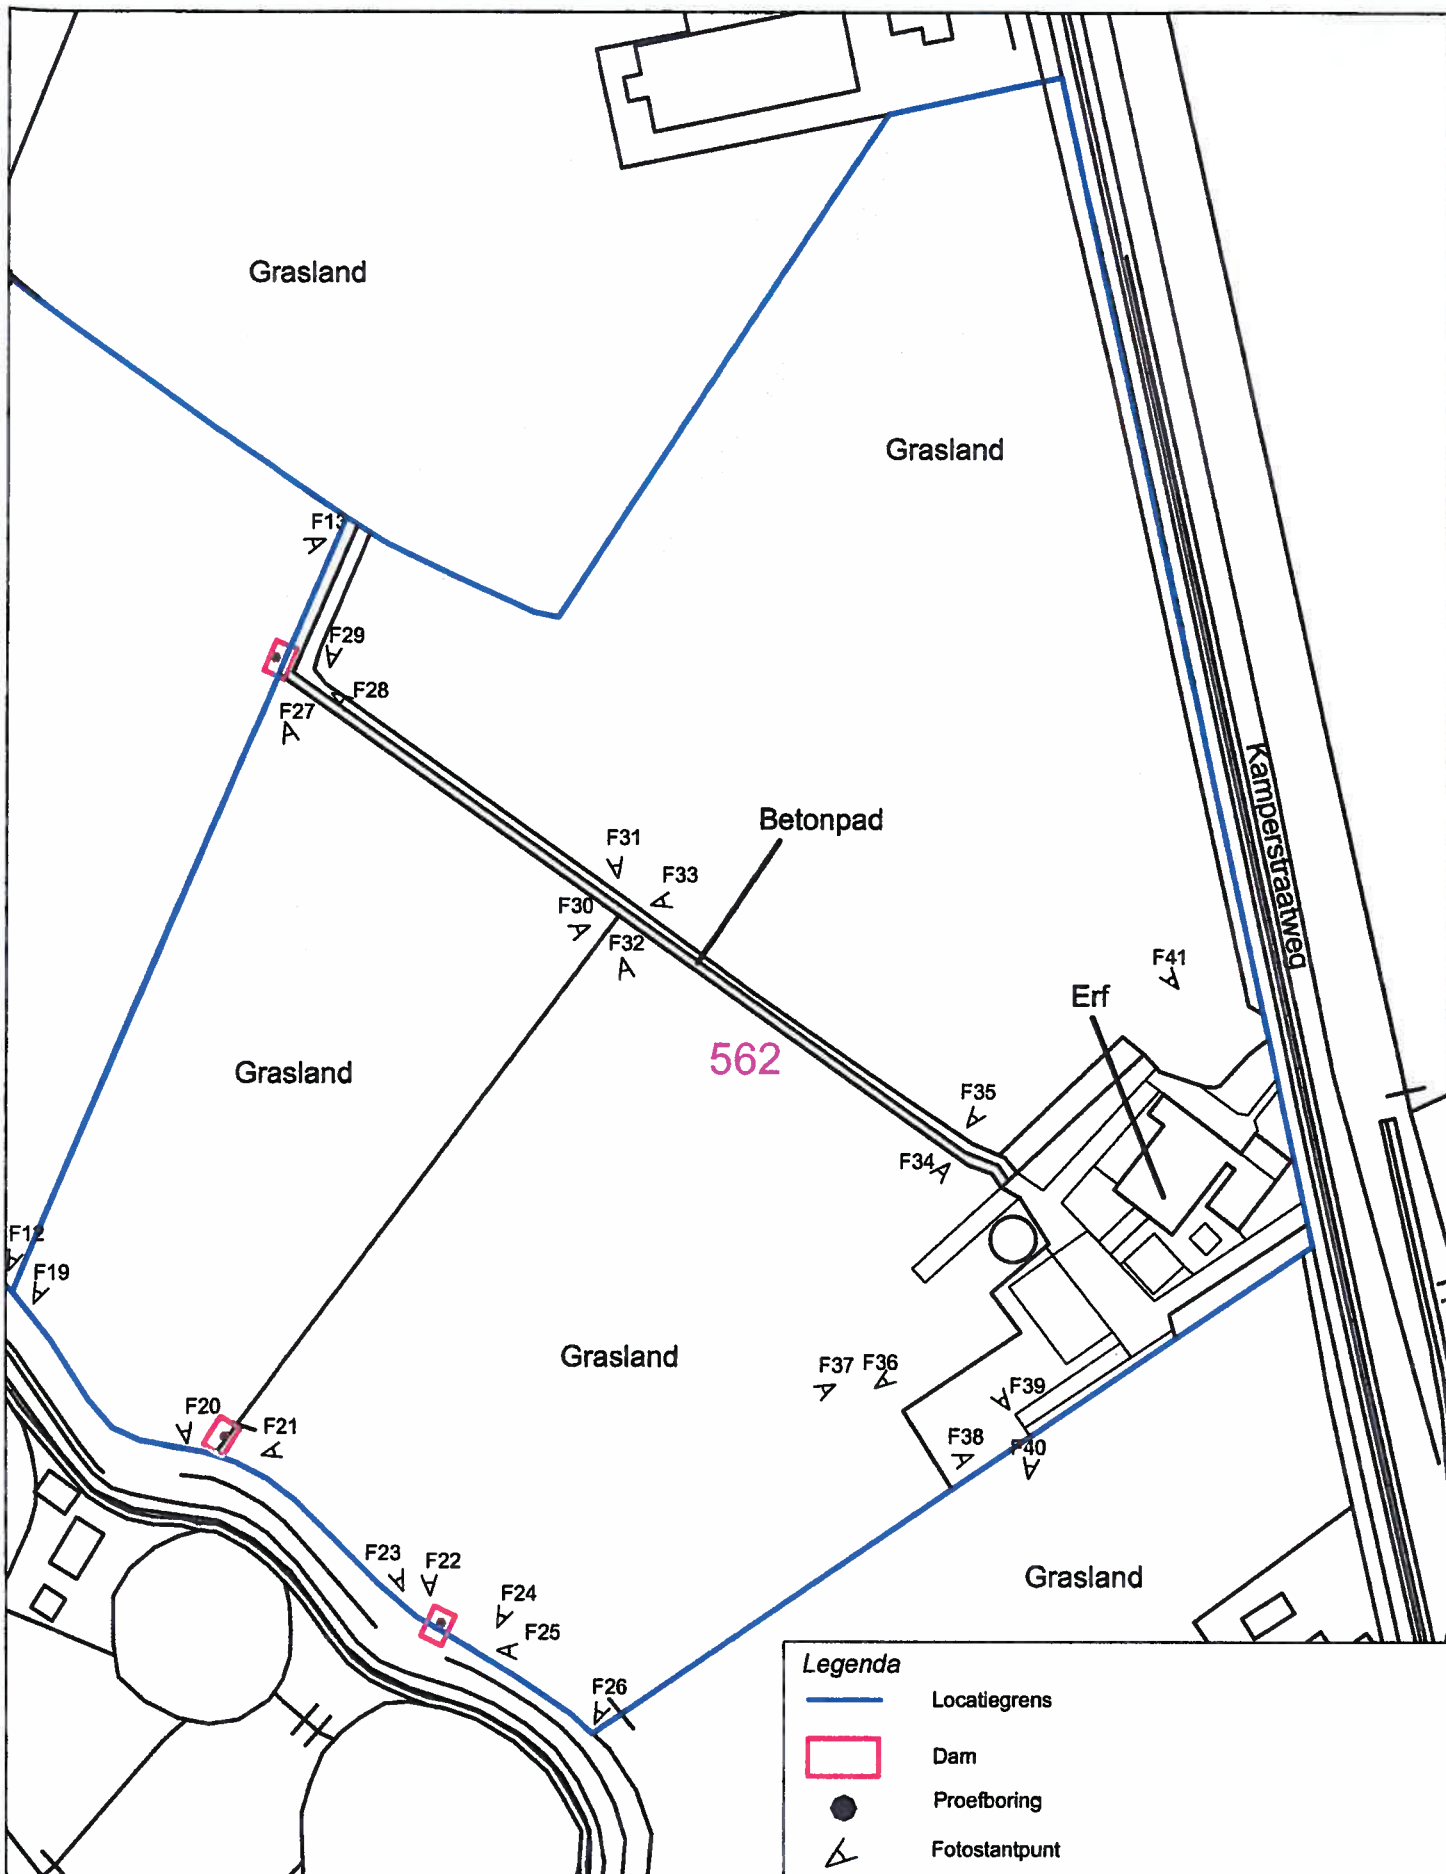 Grasland
Grasland
F13
F29
F28
F27
Betonpad
F31
F33
F30
F32
Kamperstraatweg
F41
Erf
562
Grasland
F35
F34
F12
F19
Grasland
F37
F36
F39
F20
F21
F38
F40
F23
F22
F24
F25
Grasland
F26
Legenda
Locatiegrens
Dam
Proefboring
Fotostantpunt